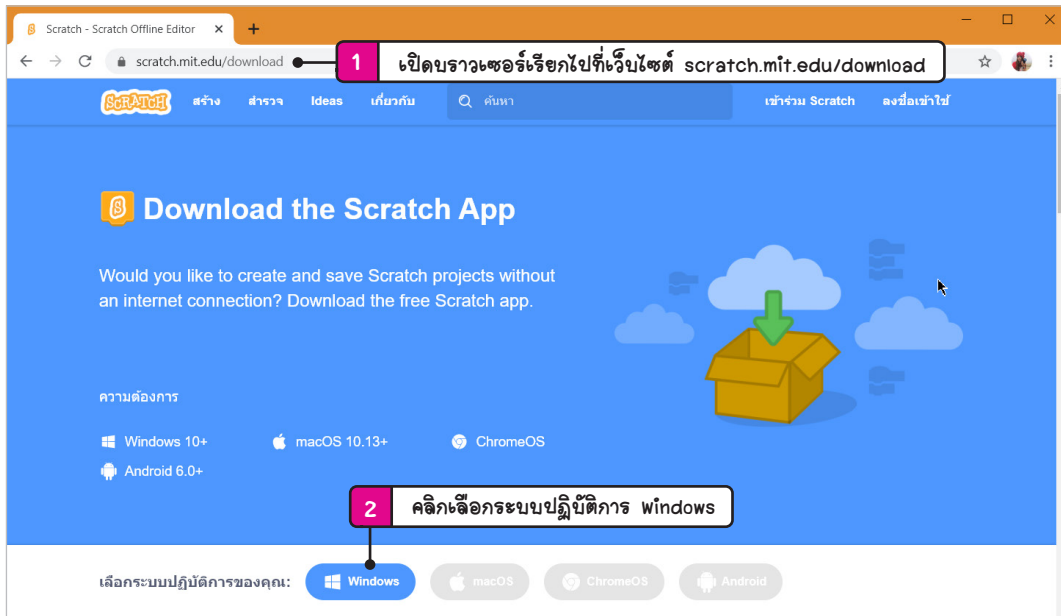 Scratch - Scratch Offline Editor
scratch.mit.edu/download
1 เปิดบราวเซอร์เรียกไปที่เว็บไซต์ scratch.mit.edu/download
SCRATCH สร้าง สำรวจ Ideas เกี่ยวกับ ค้นหา เข้าร่วม Scratch ลงชื่อเข้าใช้
Download the Scratch App
Would you like to create and save Scratch projects without
an internet connection? Download the free Scratch app.
ความต้องการ
Windows 10+ macOS 10.13+ ChromeOS
Android 6.0+
2 คลิกเลือกระบบปฏิบัติการ Windows
เลือกระบบปฏิบัติการของคุณ: Windows macOS ChromeOS Android